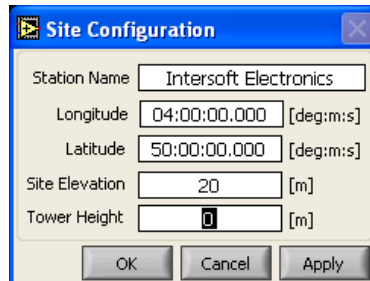 Site Configuration
Station Name Intersoft Electronics
Longitude 04:00:00.000 [deg:m:s]
Latitude 50:00:00.000 [deg:m:s]
Site Elevation 20 [m]
Tower Height 0 [m]
OK Cancel Apply